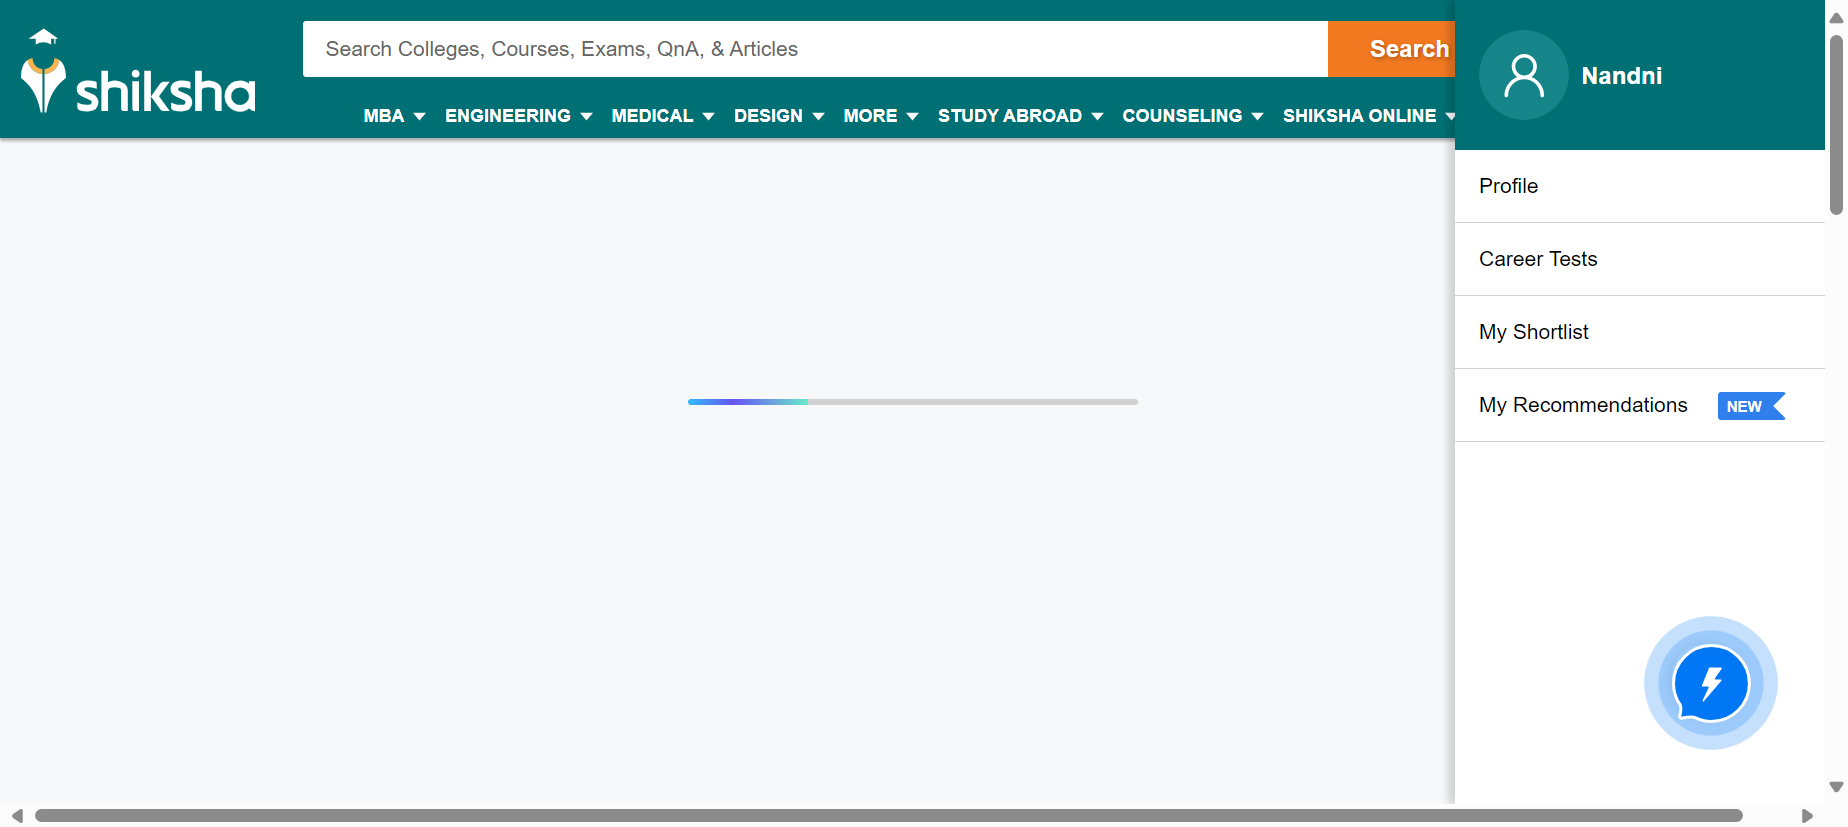 shiksha
Search Colleges, Courses, Exams, QnA, & Articles
Search
MBA ENGINEERING MEDICAL DESIGN MORE STUDY ABROAD COUNSELING SHIKSHA ONLINE
Nandni
Profile
Career Tests
My Shortlist
My Recommendations NEW